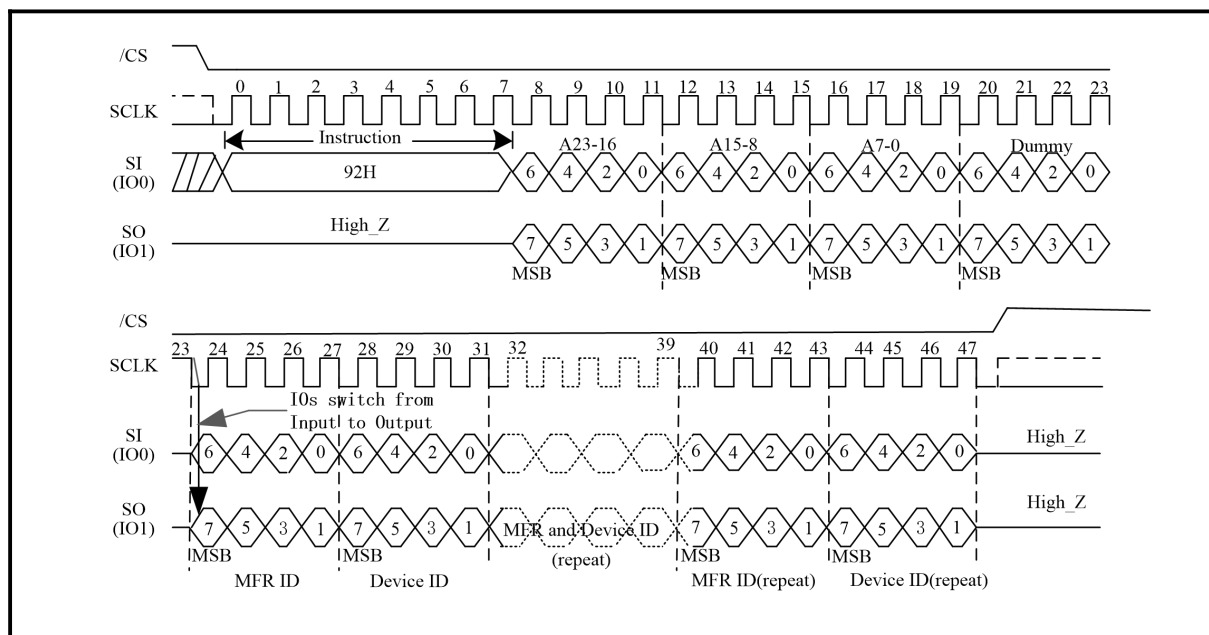 /CS
0 1 2 3 4 5 6 7 8 9 10 11 12 13 14 15 16 17 18 19 20 21 22 23
SCLK
Instruction
A23-16 A15-8 A7-0 Dummy
SI
(IO0)
92H 6 4 2 0 6 4 2 0 6 4 2 0 6 4 2 0
High_Z
SO
(IO1)
7 5 3 1 7 5 3 1 7 5 3 1 7 5 3 1
MSB MSB MSB MSB
/CS
23 24 25 26 27 28 29 30 31 32 39 40 41 42 43 44 45 46 47
SCLK
IOs switch from
Input to Output
SI
(IO0)
6 4 2 0 6 4 2 0 6 4 2 0 6 4 2 0 High_Z
SO
(IO1)
7 5 3 1 7 5 3 1 MFR and Device ID 7 5 3 1 7 5 3 1 High_Z
(repeat)
MSB MSB MSB MSB
MFR ID Device ID MFR ID(repeat) Device ID(repeat)